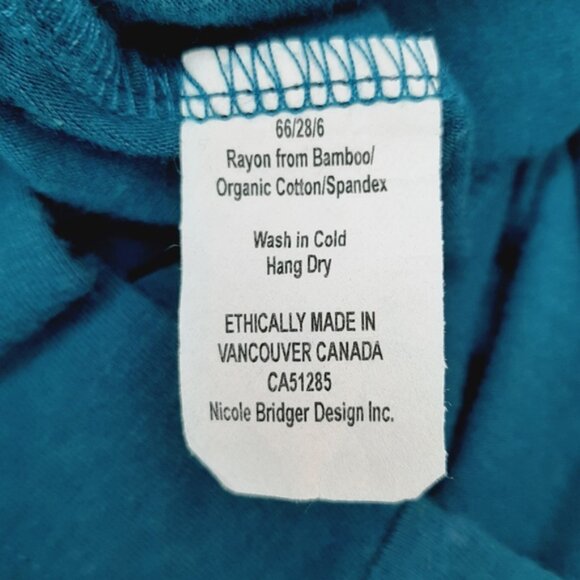 66/28/6
Rayon from Bamboo/
Organic Cotton/Spandex
Wash in Cold
Hang Dry
ETHICALLY MADE IN
VANCOUVER CANADA
CA51285
Nicole Bridger Design Inc.